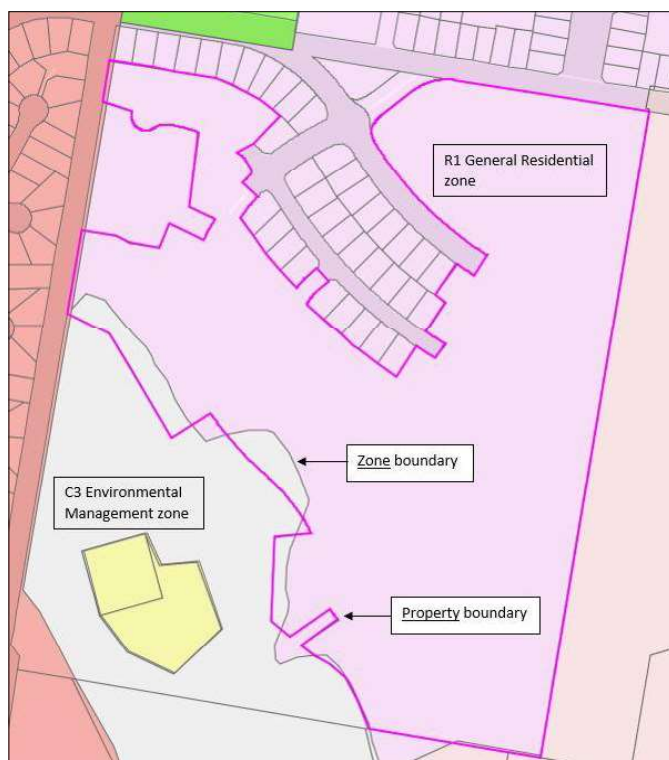 R1 General Residential
zone
Zone boundary
C3 Environmental
Management zone
Property boundary